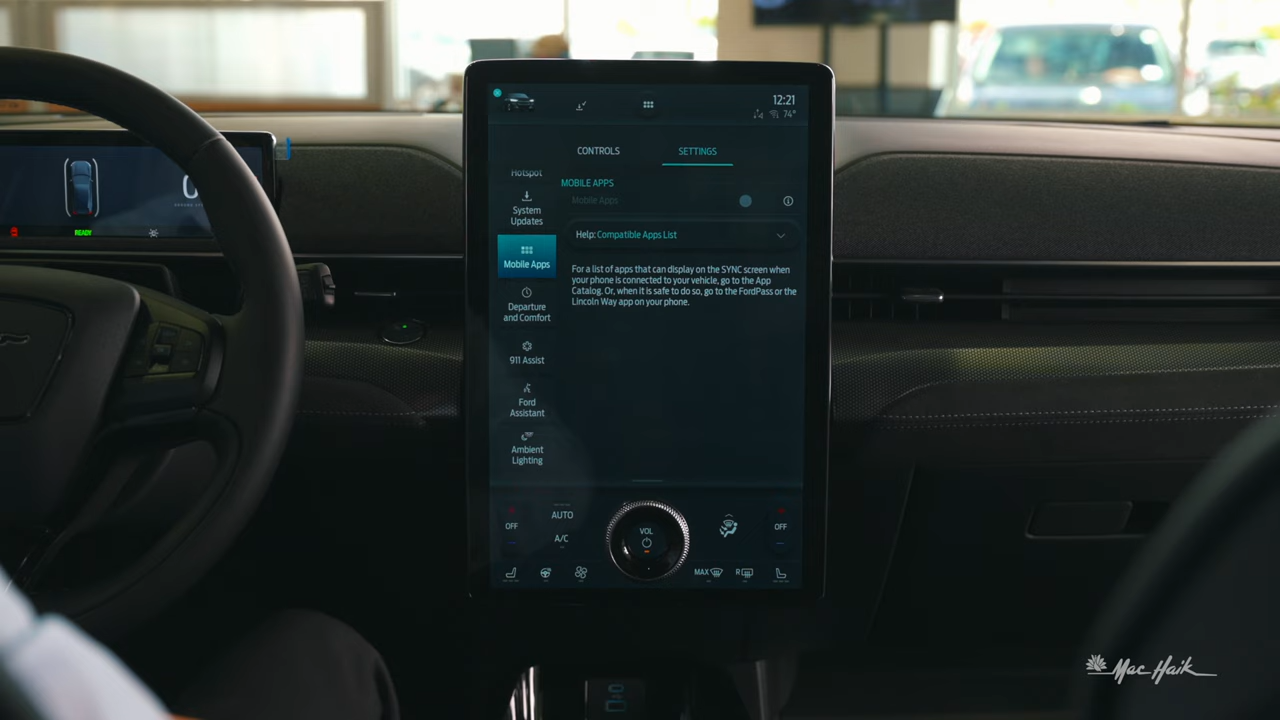 12:21
74°
CONTROLS
SETTINGS
Hotspot
System
Updates
Mobile Apps
Departure
and Comfort
911 Assist
Ford
Assistant
Ambient
Lighting
MOBILE APPS
Mobile Apps
Help: Compatible Apps List
For a list of apps that can display on the SYNC screen when
your phone is connected to your vehicle, go to the App
Catalog. Or, when it is safe to do so, go to the FordPass or the
Lincoln Way app on your phone.
READY
OFF
AUTO
A/C
VOL
OFF
MAX
R
Mac Haik